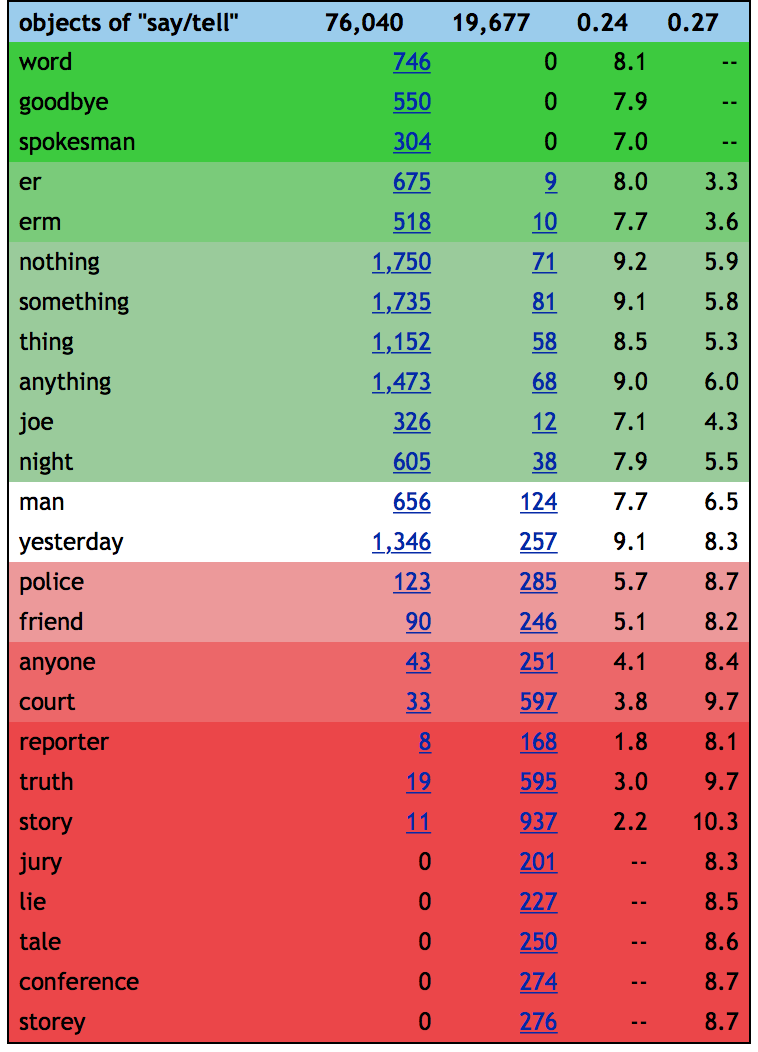 objects of "say/tell" 76,040 19,677 0.24 0.27
word 746 0 8.1 --
goodbye 550 0 7.9 --
spokesman 304 0 7.0 --
er 675 9 8.0 3.3
erm 518 10 7.7 3.6
nothing 1,750 71 9.2 5.9
something 1,735 81 9.1 5.8
thing 1,152 58 8.5 5.3
anything 1,473 68 9.0 6.0
joe 326 12 7.1 4.3
night 605 38 7.9 5.5
man 656 124 7.7 6.5
yesterday 1,346 257 9.1 8.3
police 123 285 5.7 8.7
friend 90 246 5.1 8.2
anyone 43 251 4.1 8.4
court 33 597 3.8 9.7
reporter 8 168 1.8 8.1
truth 19 595 3.0 9.7
story 11 937 2.2 10.3
jury 0 201 -- 8.3
lie 0 227 -- 8.5
tale 0 250 -- 8.6
conference 0 274 -- 8.7
storey 0 276 -- 8.7